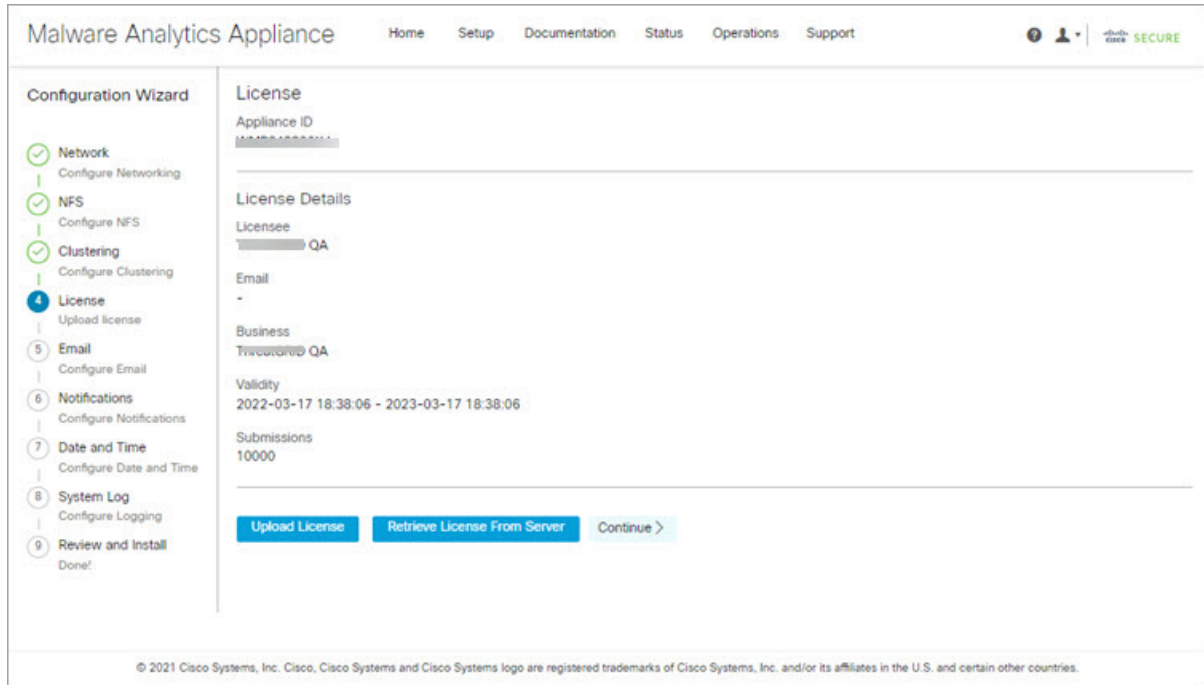 Malware Analytics Appliance
Home Setup Documentation Status Operations Support
CISCO SECURE
Configuration Wizard
Network
Configure Networking
NFS
Configure NFS
Clustering
Configure Clustering
4 License
Upload license
5 Email
Configure Email
6 Notifications
Configure Notifications
7 Date and Time
Configure Date and Time
8 System Log
Configure Logging
9 Review and Install
Done!
License
Appliance ID
License Details
Licensee
QA
Email
-
Business
QA
Validity
2022-03-17 18:38:06 - 2023-03-17 18:38:06
Submissions
10000
Upload License Retrieve License From Server Continue >
© 2021 Cisco Systems, Inc. Cisco, Cisco Systems and Cisco Systems logo are registered trademarks of Cisco Systems, Inc. and/or its affiliates in the U.S. and certain other countries.